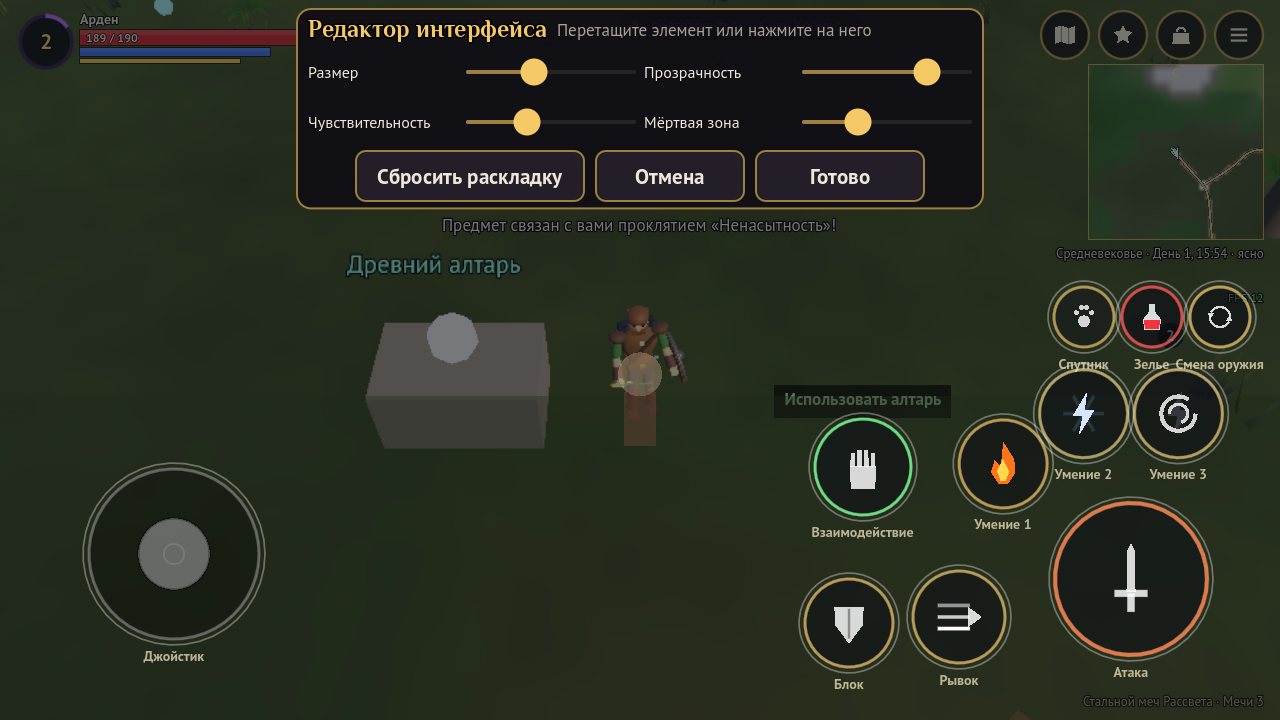 2
Арден
189 / 190
Редактор интерфейса
Перетащите элемент или нажмите на него
Размер
Прозрачность
Чувствительность
Мёртвая зона
Сбросить раскладку
Отмена
Готово
Предмет связан с вами проклятием «Ненасытность»!
С
Средневековье · День 1, 15:54 · ясно
Древний алтарь
2
Спутник
Зелье
Смена оружия
Использовать алтарь
Умение 2
Умение 3
Взаимодействие
Умение 1
Джойстик
Блок
Рывок
Атака
Стальной меч Рассвета · Мечи 3